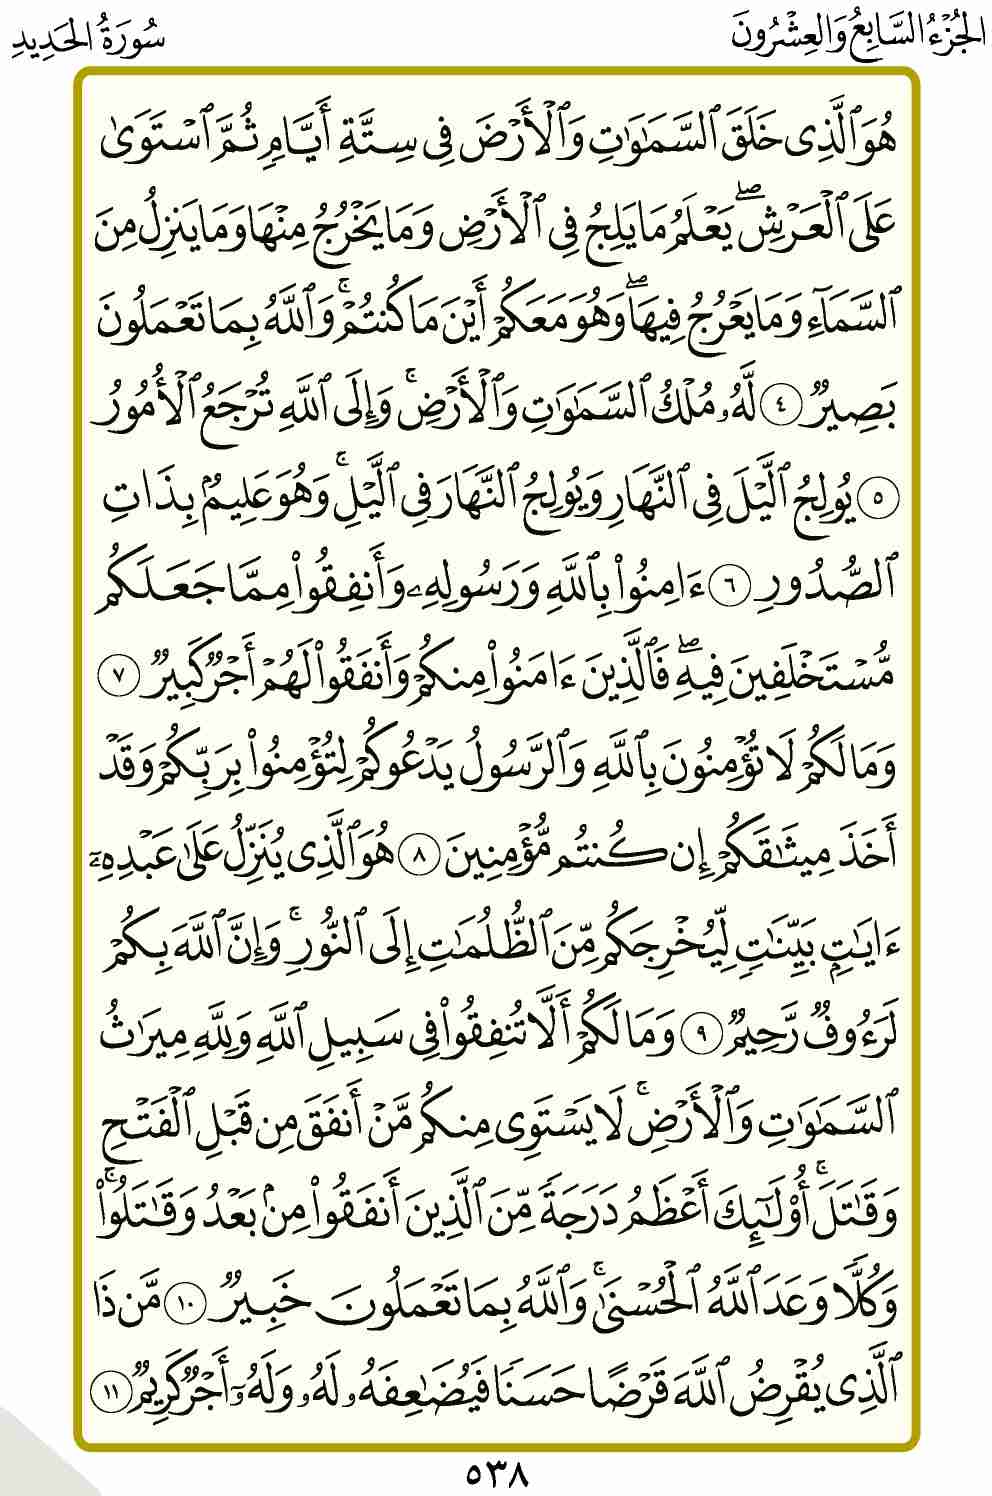 الجُزْءُ السَّابِعُ وَالعِشْرُونَ
سُورَةُ الحَدِيدِ
هُوَ ٱلَّذِى خَلَقَ ٱلسَّمَٰوَٰتِ وَٱلْأَرْضَ فِى سِتَّةِ أَيَّامٍ ثُمَّ ٱسْتَوَىٰ
عَلَى ٱلْعَرْشِ ۖ يَعْلَمُ مَا يَلِجُ فِى ٱلْأَرْضِ وَمَا يَخْرُجُ مِنْهَا وَمَا يَنزِلُ مِنَ
ٱلسَّمَآءِ وَمَا يَعْرُجُ فِيهَا ۖ وَهُوَ مَعَكُمْ أَيْنَ مَا كُنتُمْ ۚ وَٱللَّهُ بِمَا تَعْمَلُونَ
بَصِيرٌ ٤ لَّهُۥ مُلْكُ ٱلسَّمَٰوَٰتِ وَٱلْأَرْضِ ۚ وَإِلَى ٱللَّهِ تُرْجَعُ ٱلْأُمُورُ
٥ يُولِجُ ٱلَّيْلَ فِى ٱلنَّهَارِ وَيُولِجُ ٱلنَّهَارَ فِى ٱلَّيْلِ ۚ وَهُوَ عَلِيمٌۢ بِذَاتِ
ٱلصُّدُورِ ٦ ءَامِنُوا۟ بِٱللَّهِ وَرَسُولِهِۦ وَأَنفِقُوا۟ مِمَّا جَعَلَكُم
مُّسْتَخْلَفِينَ فِيهِ ۖ فَٱلَّذِينَ ءَامَنُوا۟ مِنكُمْ وَأَنفَقُوا۟ لَهُمْ أَجْرٌ كَبِيرٌ ٧
وَمَا لَكُمْ لَا تُؤْمِنُونَ بِٱللَّهِ وَٱلرَّسُولُ يَدْعُوكُمْ لِتُؤْمِنُوا۟ بِرَبِّكُمْ وَقَدْ
أَخَذَ مِيثَٰقَكُمْ إِن كُنتُم مُّؤْمِنِينَ ٨ هُوَ ٱلَّذِى يُنَزِّلُ عَلَىٰ عَبْدِهِۦٓ
ءَايَٰتٍۭ بَيِّنَٰتٍ لِّيُخْرِجَكُم مِّنَ ٱلظُّلُمَٰتِ إِلَى ٱلنُّورِ ۚ وَإِنَّ ٱللَّهَ بِكُمْ
لَرَءُوفٌ رَّحِيمٌ ٩ وَمَا لَكُمْ أَلَّا تُنفِقُوا۟ فِى سَبِيلِ ٱللَّهِ وَلِلَّهِ مِيرَٰثُ
ٱلسَّمَٰوَٰتِ وَٱلْأَرْضِ ۚ لَا يَسْتَوِى مِنكُم مَّنْ أَنفَقَ مِن قَبْلِ ٱلْفَتْحِ
وَقَٰتَلَ ۚ أُو۟لَٰٓئِكَ أَعْظَمُ دَرَجَةً مِّنَ ٱلَّذِينَ أَنفَقُوا۟ مِنۢ بَعْدُ وَقَٰتَلُوا۟ ۚ
وَكُلًّا وَعَدَ ٱللَّهُ ٱلْحُسْنَىٰ ۚ وَٱللَّهُ بِمَا تَعْمَلُونَ خَبِيرٌ ١٠ مَّن ذَا
ٱلَّذِى يُقْرِضُ ٱللَّهَ قَرْضًا حَسَنًا فَيُضَٰعِفَهُۥ لَهُۥ وَلَهُۥٓ أَجْرٌ كَرِيمٌ ١١
٥٣٨